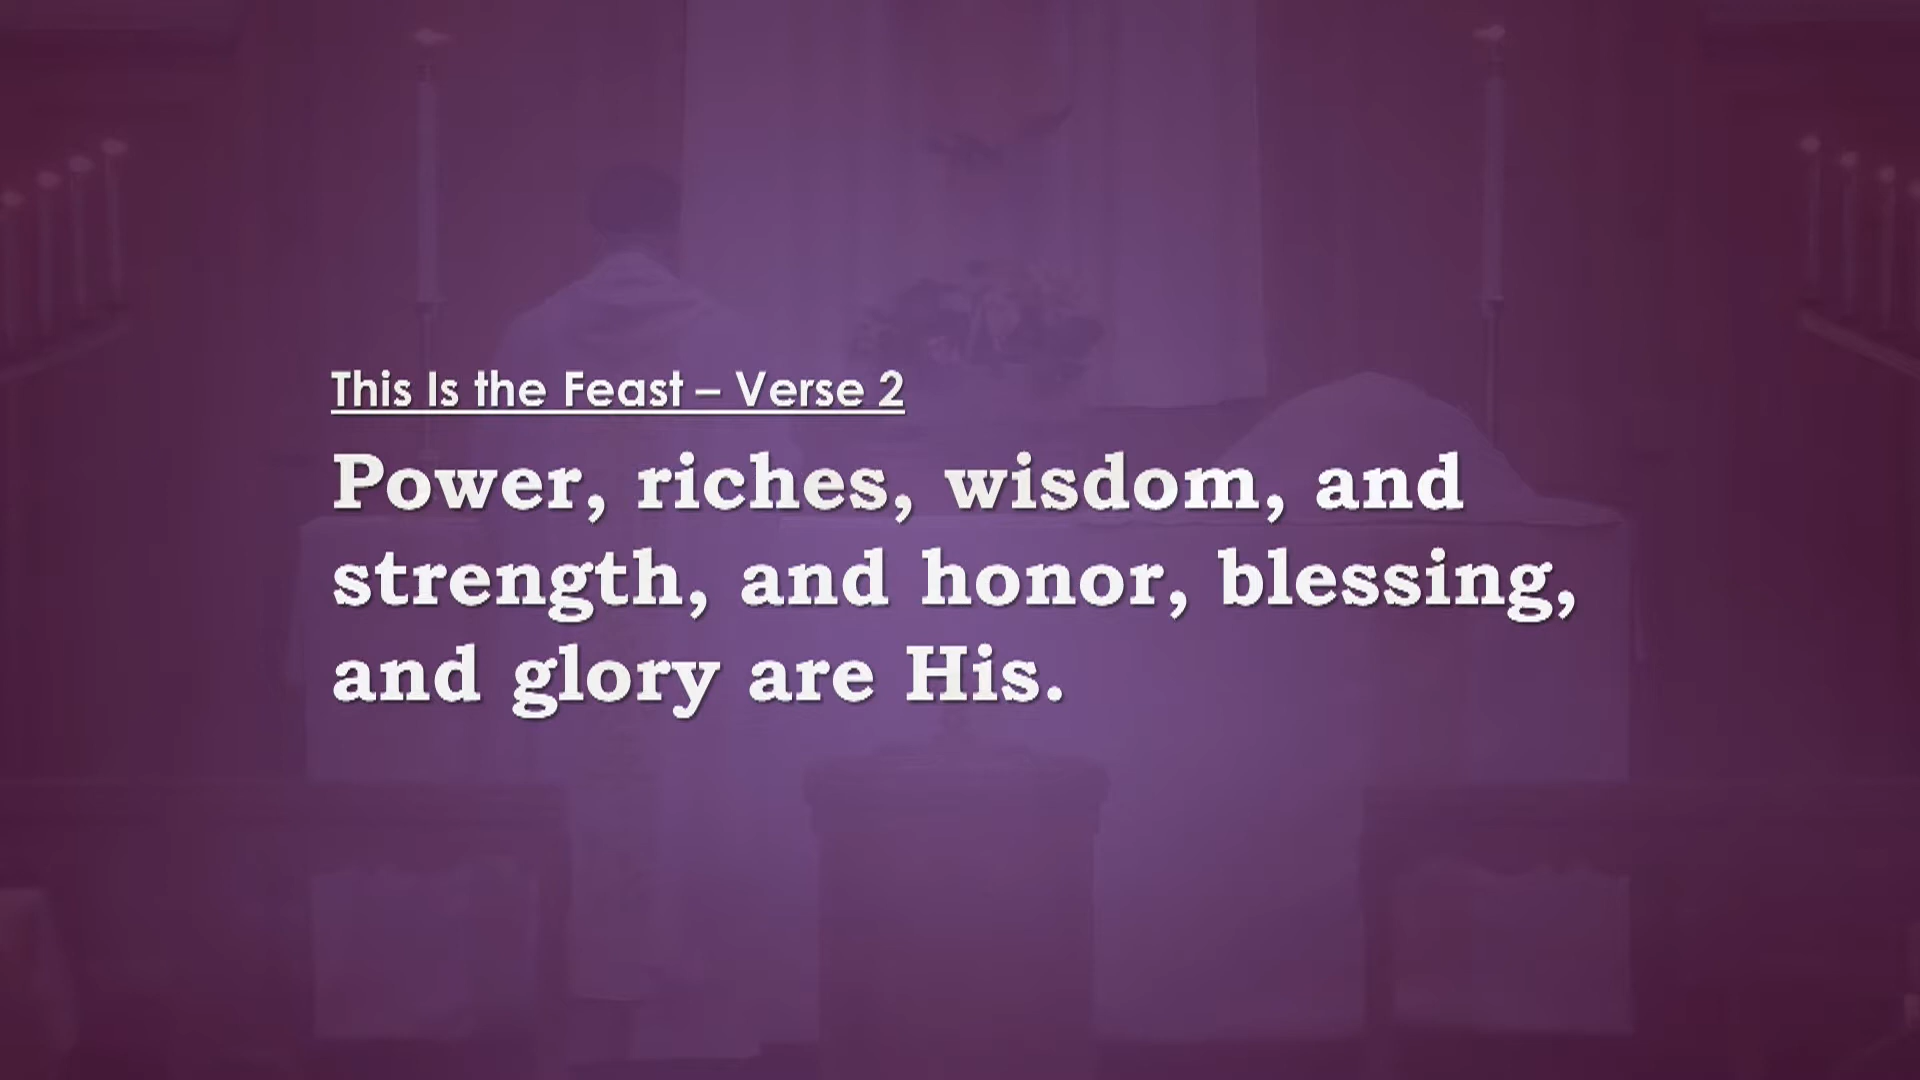 This Is the Feast – Verse 2
Power, riches, wisdom, and
strength, and honor, blessing,
and glory are His.